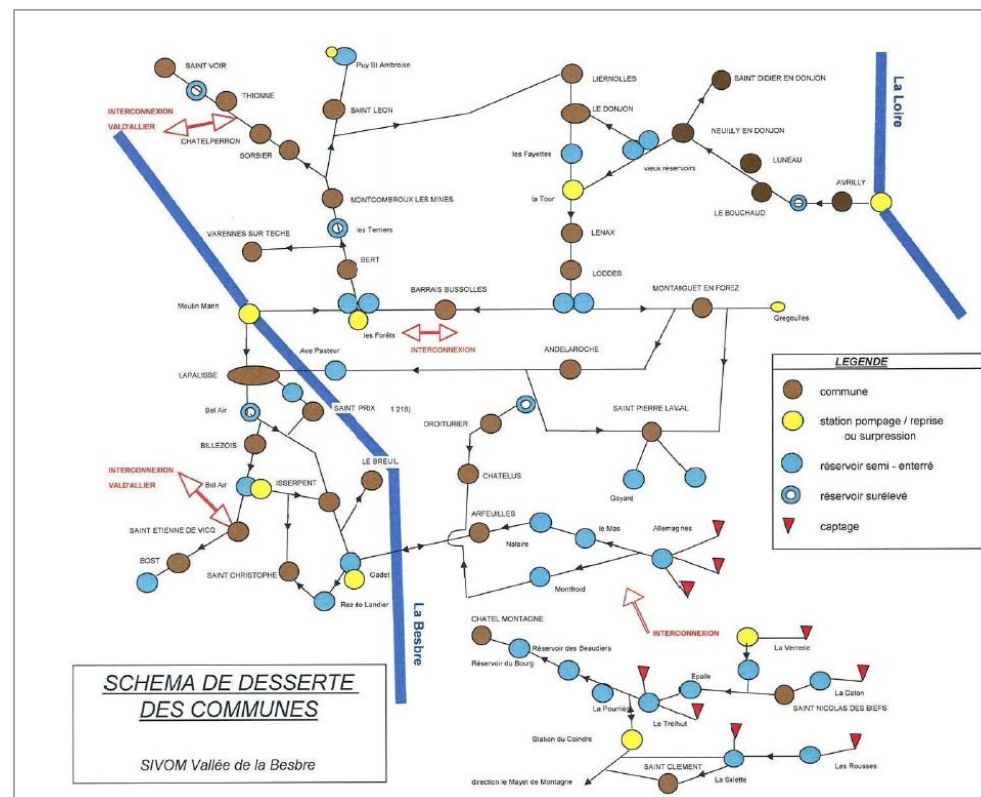 SAINT VOIR
THIONNE
INTERCONNEXION
VAL D'ALLIER
CHATELPERRON
SORBIER
Puy St Ambroise
SAINT LEON
MONTCOMBROUX LES MINES
les Terriers
VARENNES SUR TECHE
BERT
LIERNOLLES
LE DONJON
les Fayettes
la Tour
vieux réservoirs
LENAX
LODDES
SAINT DIDIER EN DONJON
NEUILLY EN DONJON
LUNEAU
LE BOUCHAUD
AVRILLY
La Loire
Moulin Marin
les Forêts
BARRAIS BUSSOLLES
INTERCONNEXION
MONTAIGUET EN FOREZ
Gregoulles
Ave Pasteur
ANDELAROCHE
LAPALISSE
Bel Air
SAINT PRIX
1 218)
BILLEZOIS
DROITURIER
SAINT PIERRE LAVAL
Goyard
CHATELUS
LE BREUIL
INTERCONNEXION
VAL D'ALLIER
Bel Air
ISSERPENT
SAINT ETIENNE DE VICQ
BOST
SAINT CHRISTOPHE
Gadet
Rez de Landier
La Besbre
ARFEUILLES
Nalaire
le Mas
Allemagnes
Montfroid
INTERCONNEXION
CHATEL MONTAGNE
Réservoir des Beaudiers
Réservoir du Bourg
La Verrerie
Epalle
SAINT NICOLAS DES BIEFS
Station du Coindre
SAINT CLEMENT
La Salette
Les Rousses
direction le Mayet de Montagne
LEGENDE
commune
station pompage / reprise
ou surpression
réservoir semi - enterré
réservoir surélevé
captage
SCHEMA DE DESSERTE
DES COMMUNES
SIVOM Vallée de la Besbre